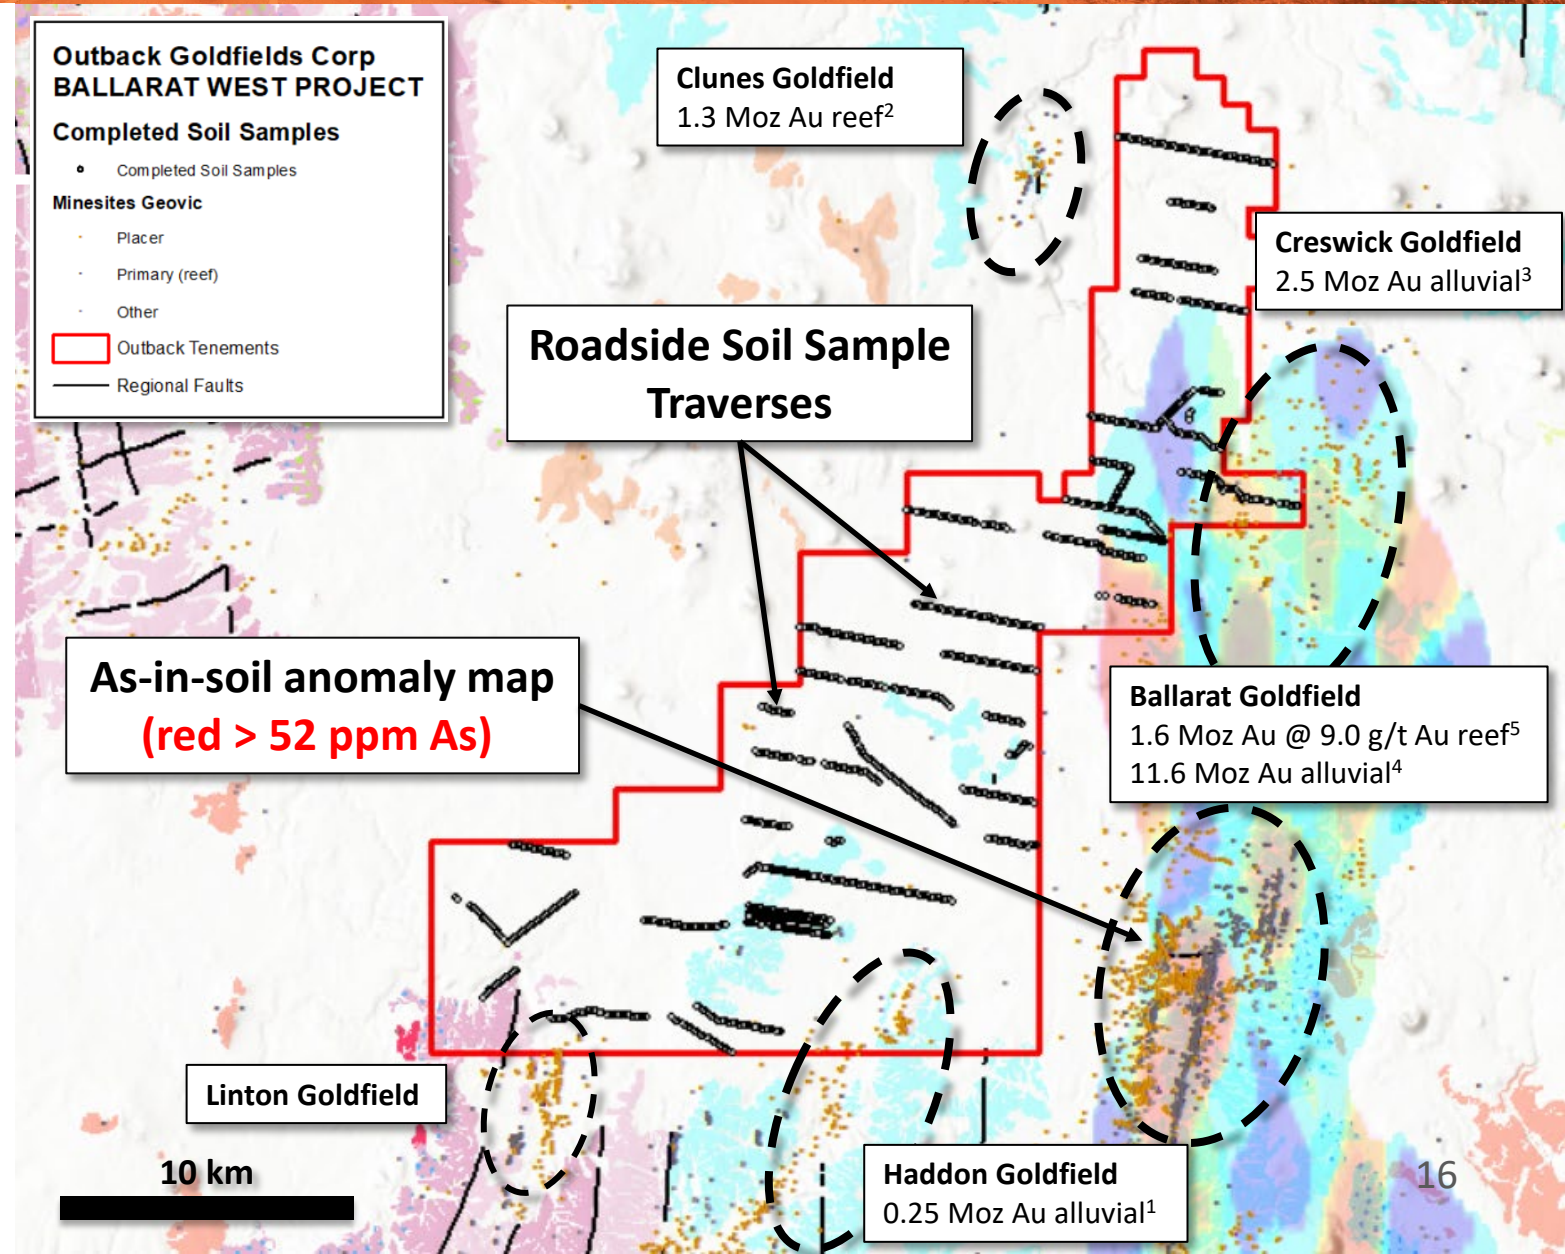 Outback Goldfields Corp
BALLARAT WEST PROJECT
Completed Soil Samples
Completed Soil Samples
Minesites Geovic
Placer
Primary (reef)
Other
Outback Tenements
Regional Faults
Clunes Goldfield
1.3 Moz Au reef²
Creswick Goldfield
2.5 Moz Au alluvial³
Roadside Soil Sample
Traverses
As-in-soil anomaly map
(red > 52 ppm As)
Ballarat Goldfield
1.6 Moz Au @ 9.0 g/t Au reef⁵
11.6 Moz Au alluvial⁴
Linton Goldfield
10 km
Haddon Goldfield
0.25 Moz Au alluvial¹
16